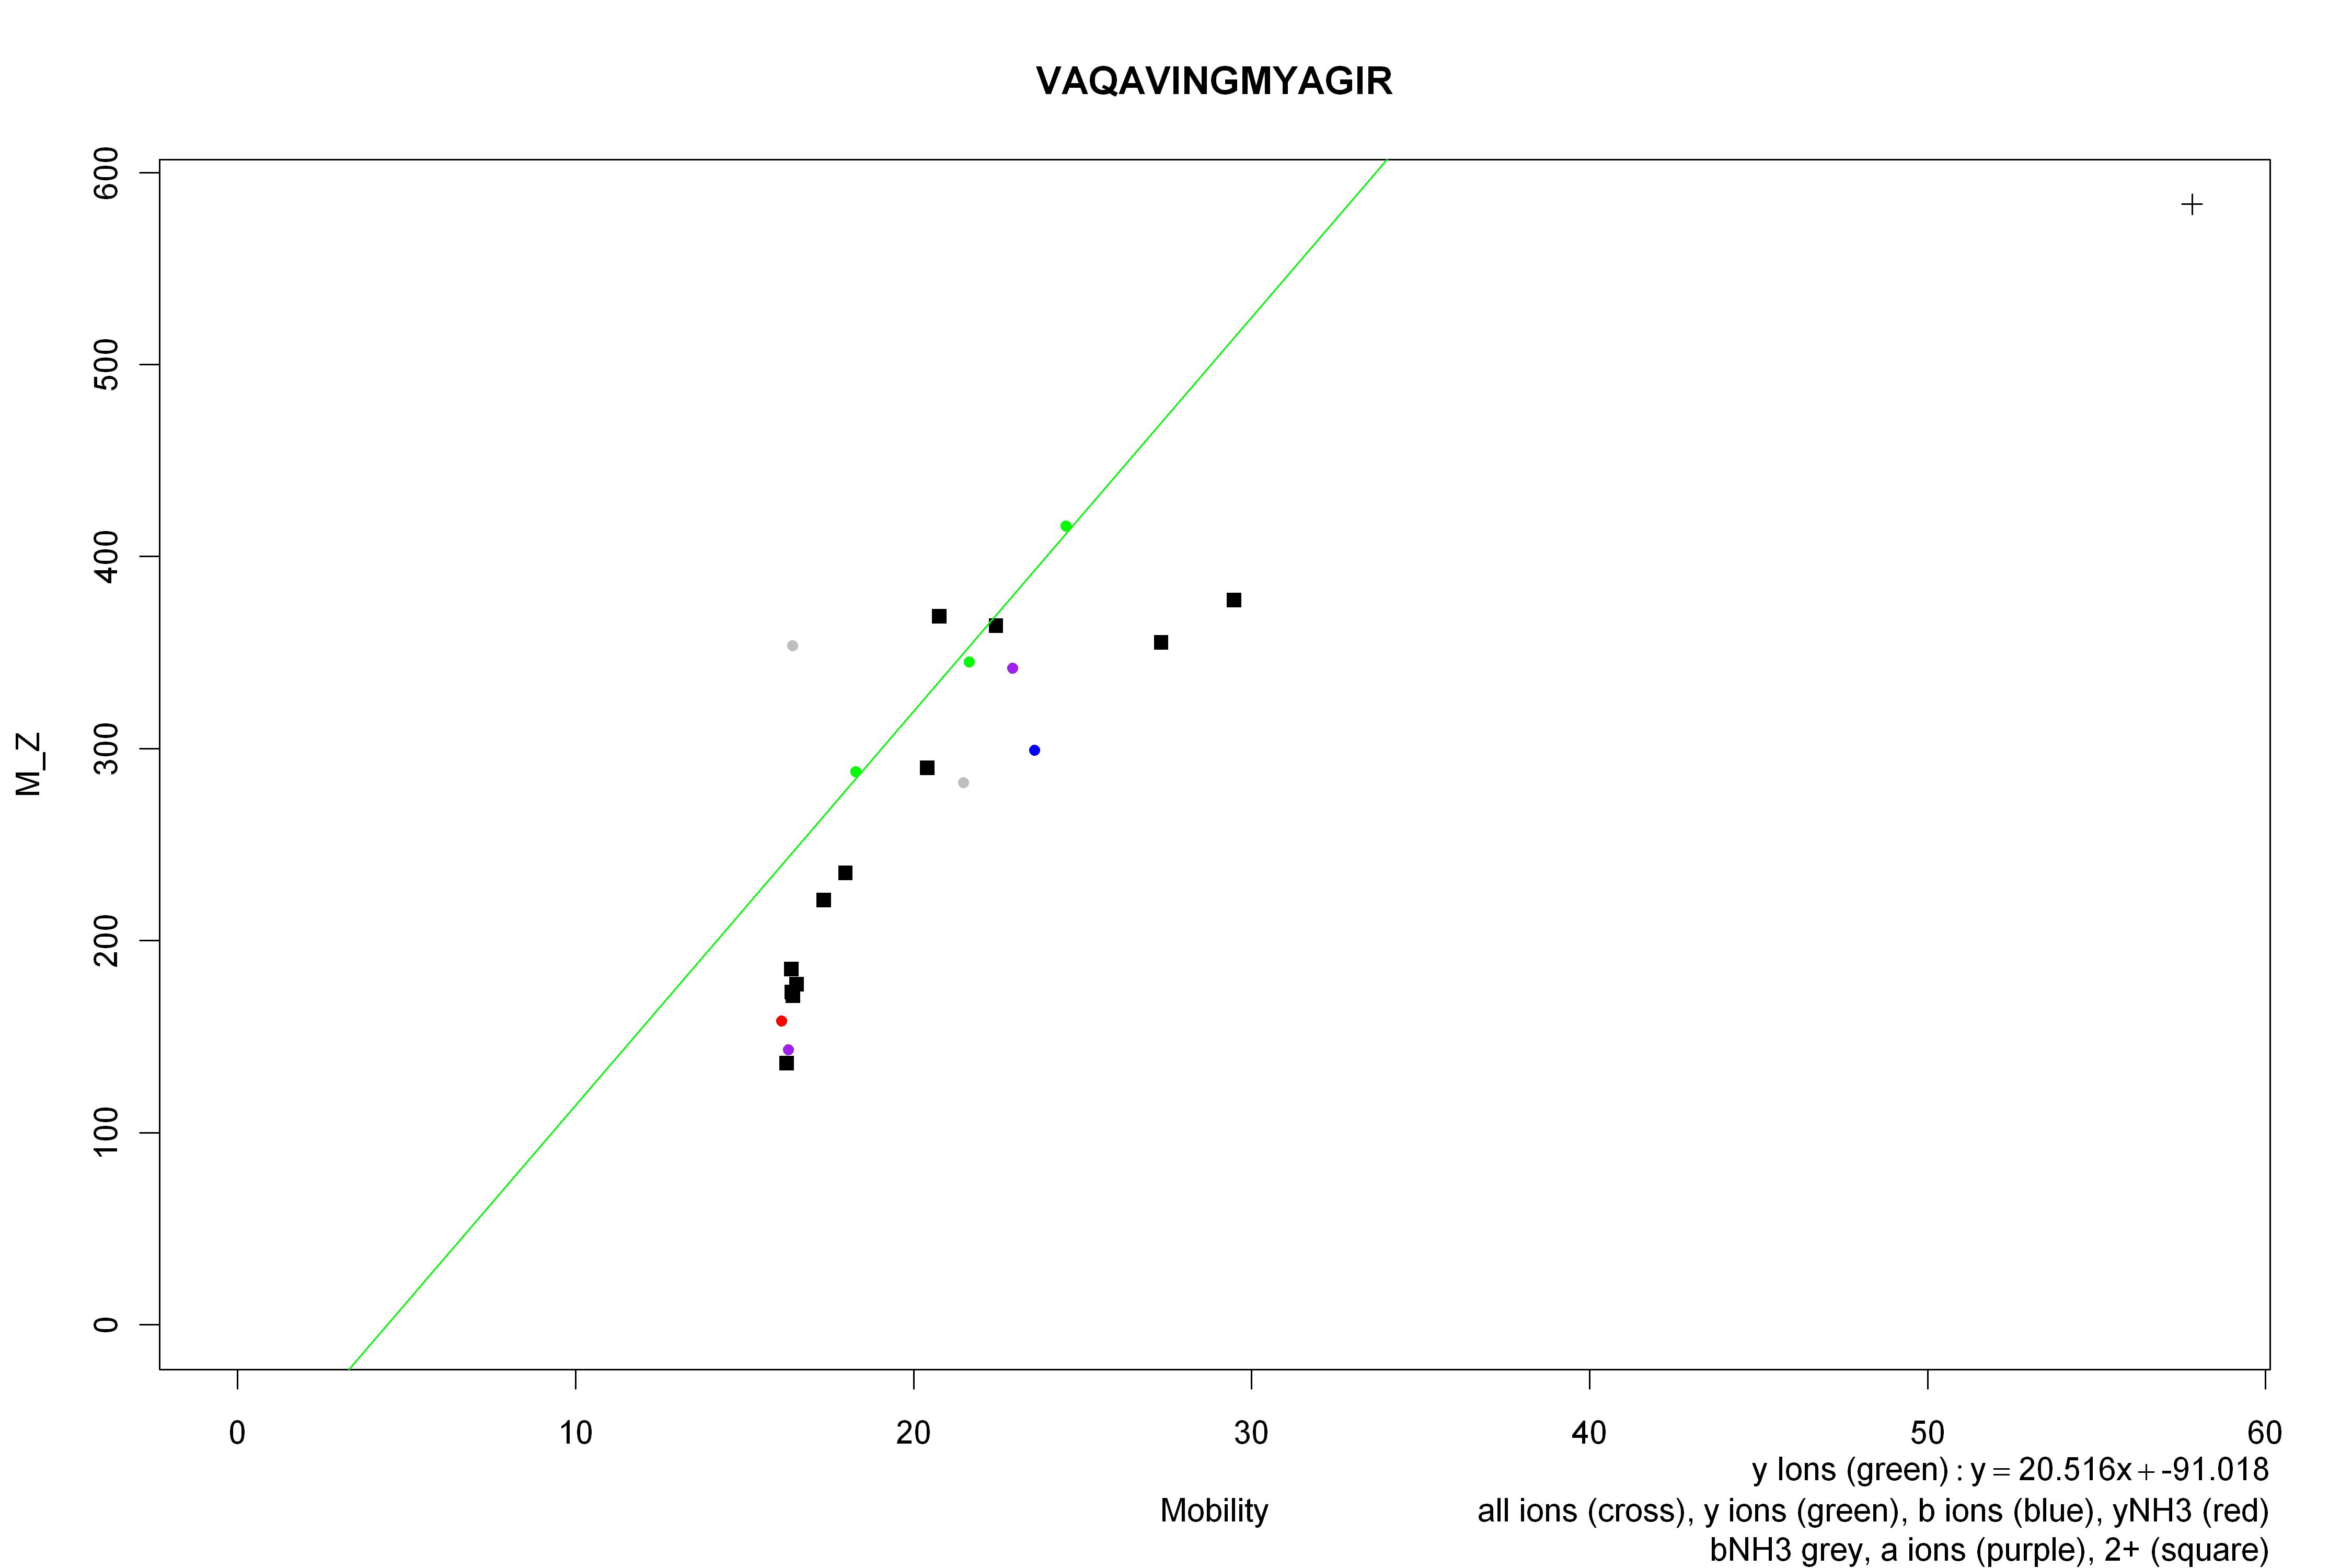 VAQAVINGMYAGIR
600
500
400
300
200
100
0
M_Z
0 10 20 30 40 50 60
y Ions (green) : y = 20.516x + -91.018
Mobility
all ions (cross), y ions (green), b ions (blue), yNH3 (red)
bNH3 grey, a ions (purple), 2+ (square)